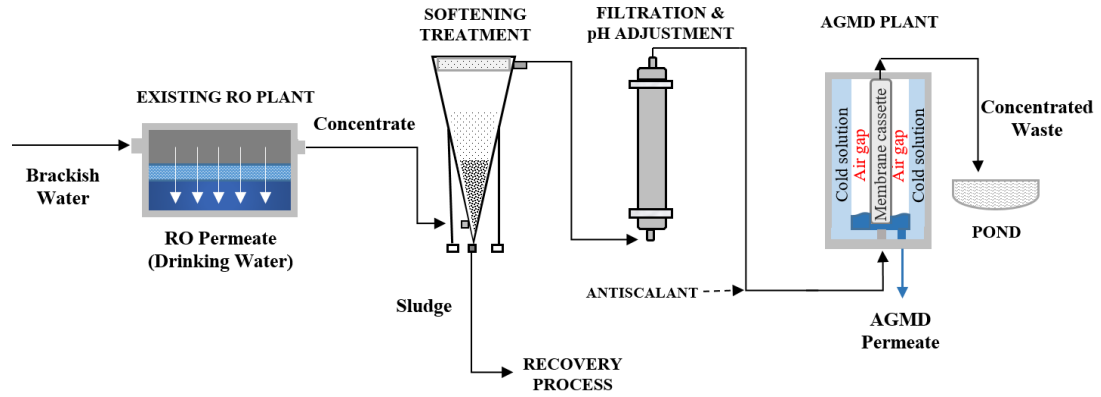 SOFTENING
TREATMENT
FILTRATION &
pH ADJUSTMENT
AGMD PLANT
EXISTING RO PLANT
Concentrate
Brackish
Water
RO Permeate
(Drinking Water)
Sludge
RECOVERY
PROCESS
ANTISCALANT
Cold solution
Air gap
Membrane cassette
Air gap
Cold solution
Concentrated
Waste
POND
AGMD
Permeate